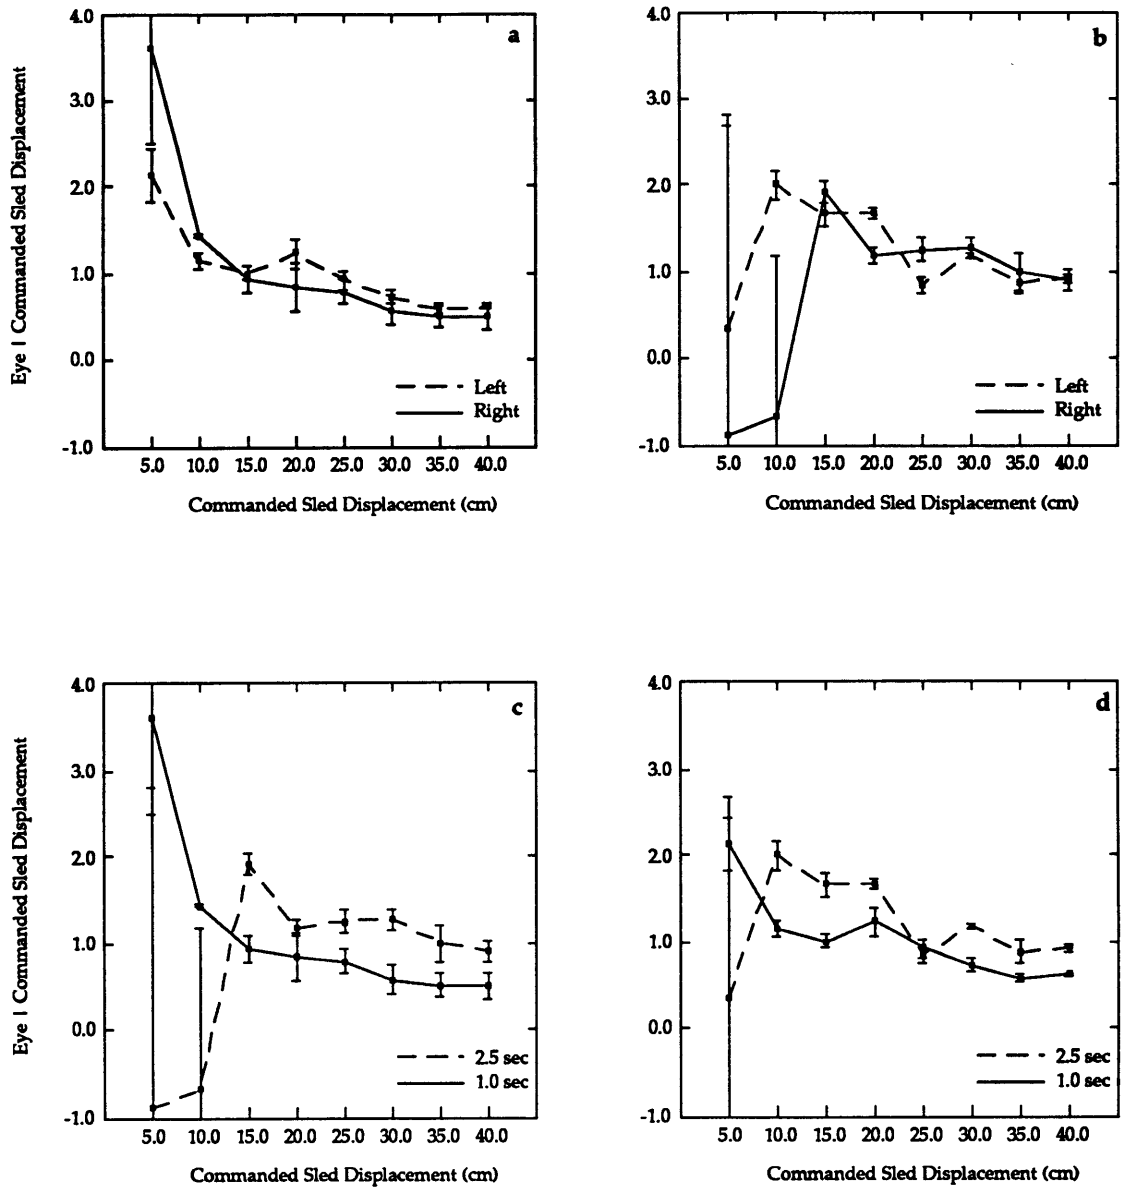 Eye | Commanded Sled Displacement
4.0
3.0
2.0
1.0
0.0
-1.0
a
Left
Right
5.0 10.0 15.0 20.0 25.0 30.0 35.0 40.0
Commanded Sled Displacement (cm)
4.0
3.0
2.0
1.0
0.0
-1.0
b
Left
Right
5.0 10.0 15.0 20.0 25.0 30.0 35.0 40.0
Commanded Sled Displacement (cm)
Eye | Commanded Sled Displacement
4.0
3.0
2.0
1.0
0.0
-1.0
c
2.5 sec
1.0 sec
5.0 10.0 15.0 20.0 25.0 30.0 35.0 40.0
Commanded Sled Displacement (cm)
4.0
3.0
2.0
1.0
0.0
-1.0
d
2.5 sec
1.0 sec
5.0 10.0 15.0 20.0 25.0 30.0 35.0 40.0
Commanded Sled Displacement (cm)